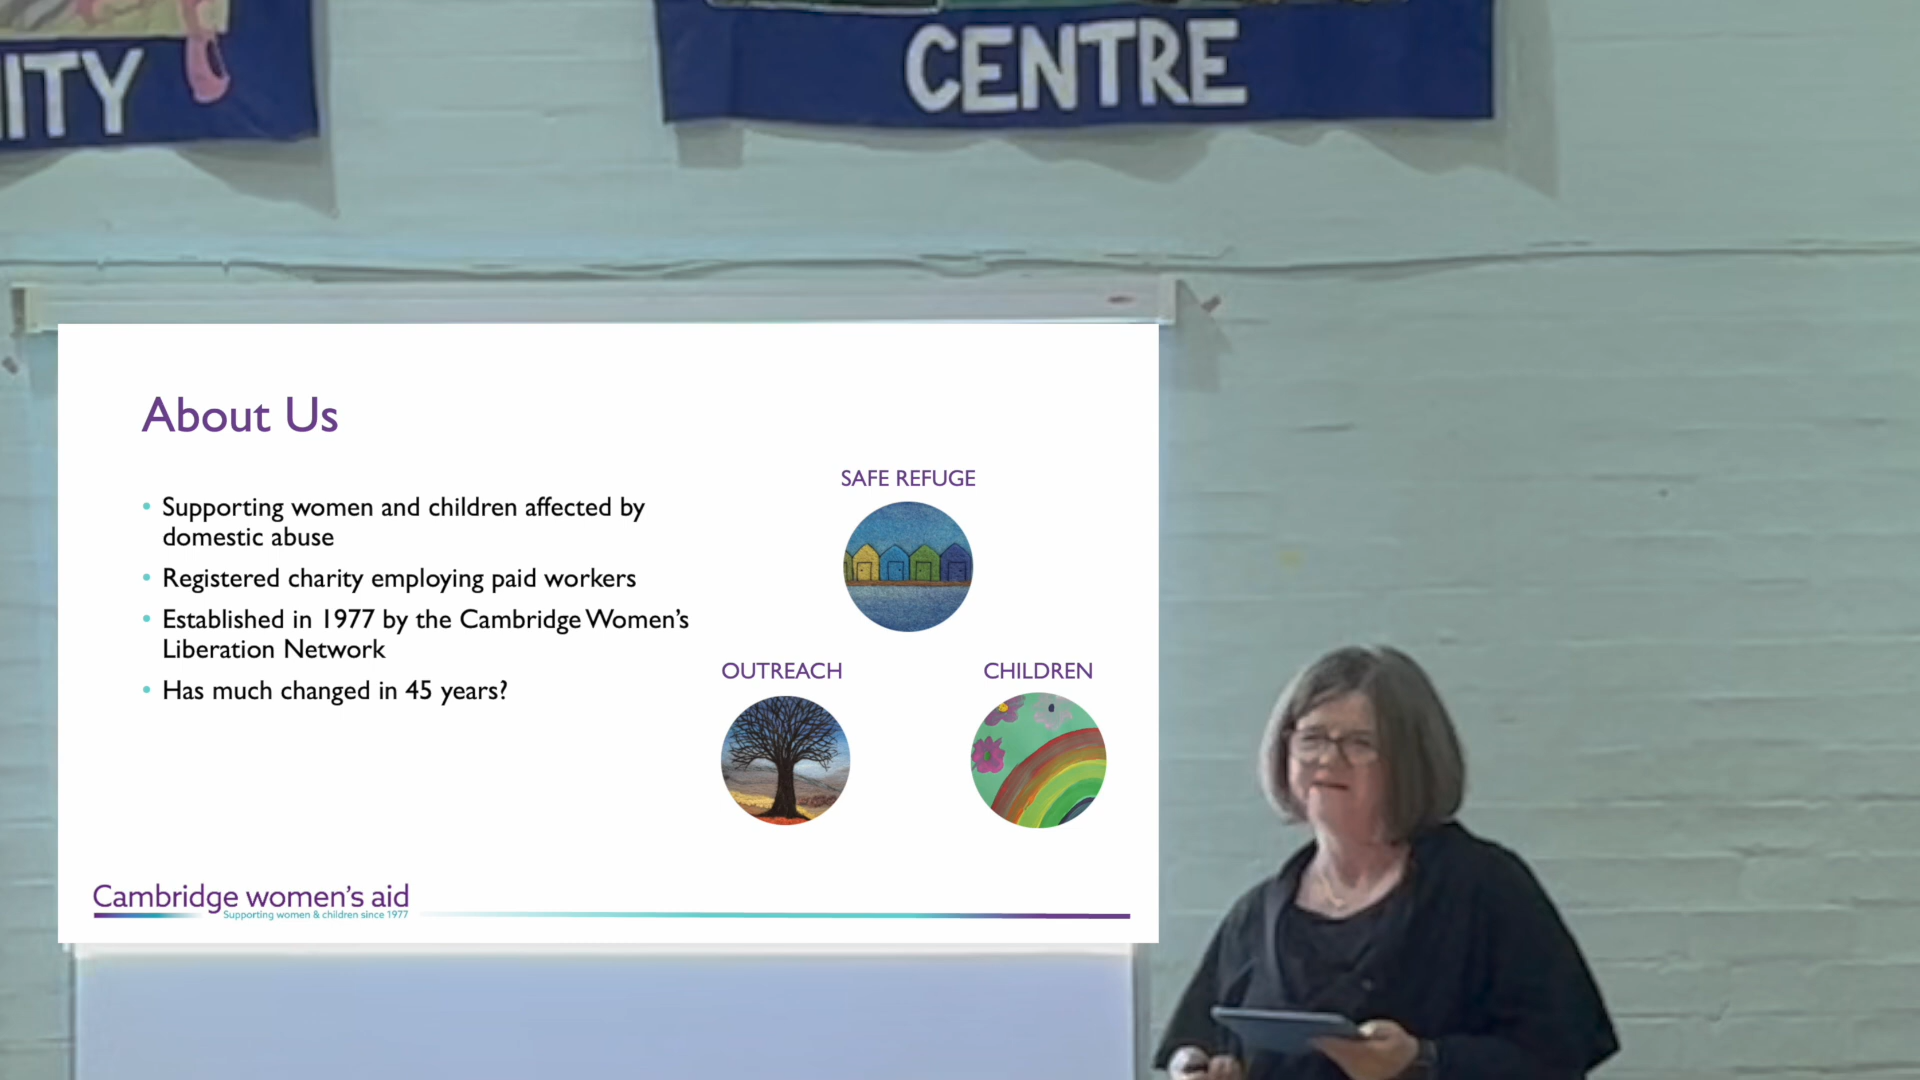 ITY
CENTRE
About Us
• Supporting women and children affected by
domestic abuse
• Registered charity employing paid workers
• Established in 1977 by the Cambridge Women's
Liberation Network
• Has much changed in 45 years?
SAFE REFUGE
OUTREACH
CHILDREN
Cambridge women's aid
Supporting women & children since 1977